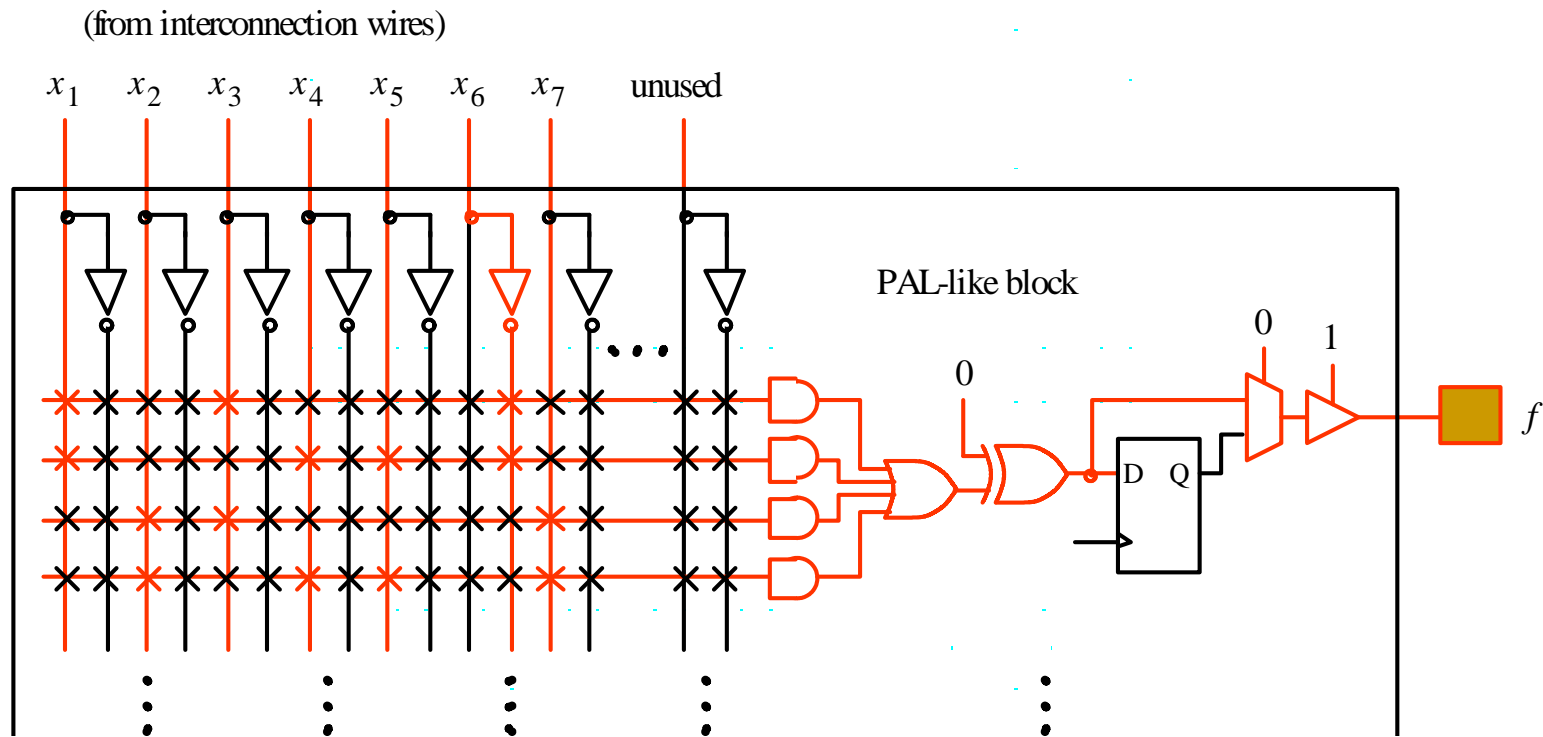 (from interconnection wires)
x1 x2 x3 x4 x5 x6 x7 unused
PAL-like block
0
1
0
f
D Q